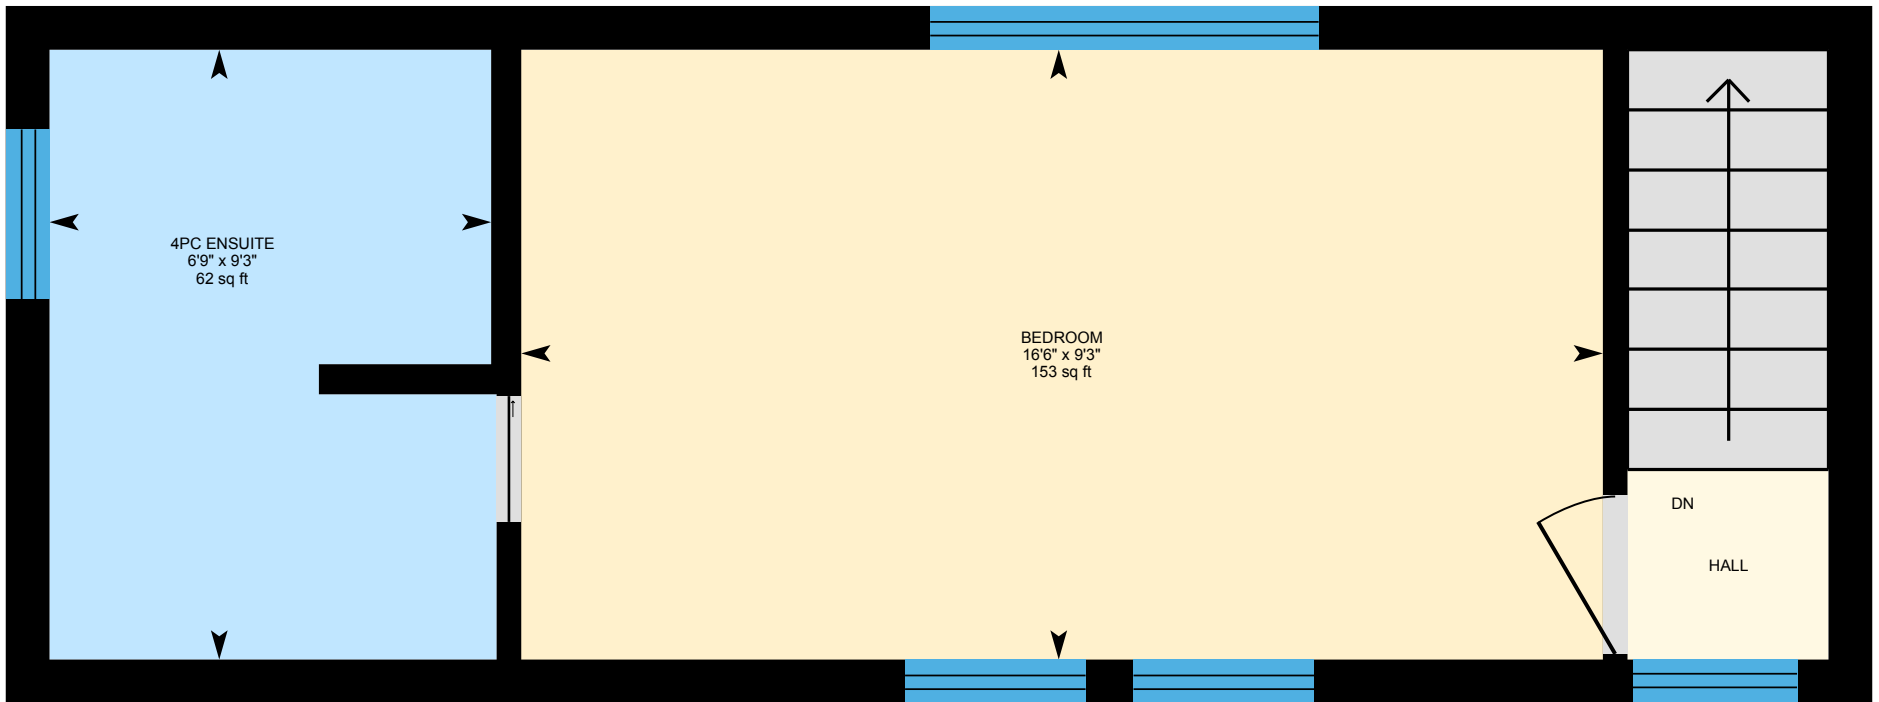 4PC ENSUITE
6'9" x 9'3"
62 sq ft
BEDROOM
16'6" x 9'3"
153 sq ft
DN
HALL